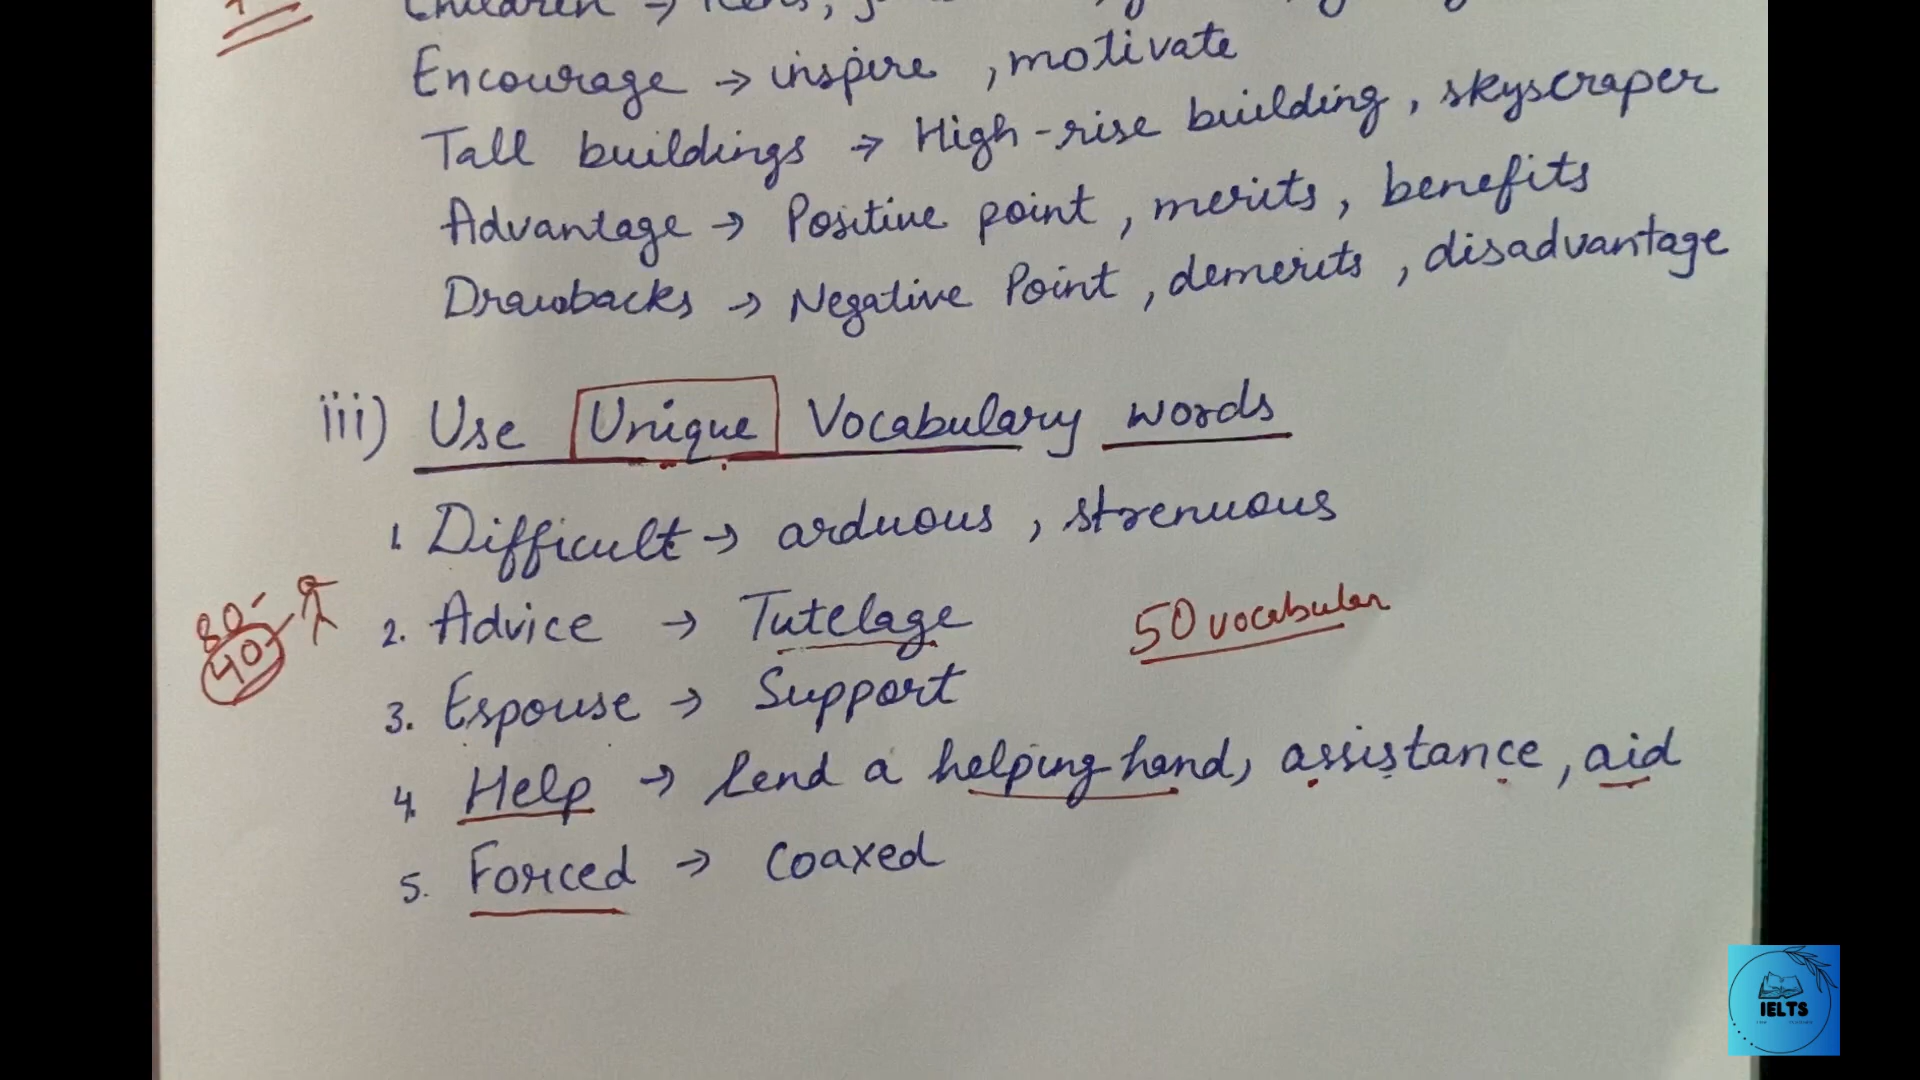 Children →
Encourage → inspire, motivate
Tall buildings → High-rise building, skyscraper
Advantage → Positive point, merits, benefits
Drawbacks → Negative Point, demerits, disadvantage
iii) Use Unique Vocabulary words
1. Difficult → arduous, strenuous
2. Advice → Tutelage
50 vocabular
80
40
3. Espouse → Support
4. Help → Lend a helping hand, assistance, aid
5. Forced → Coaxed
IELTS